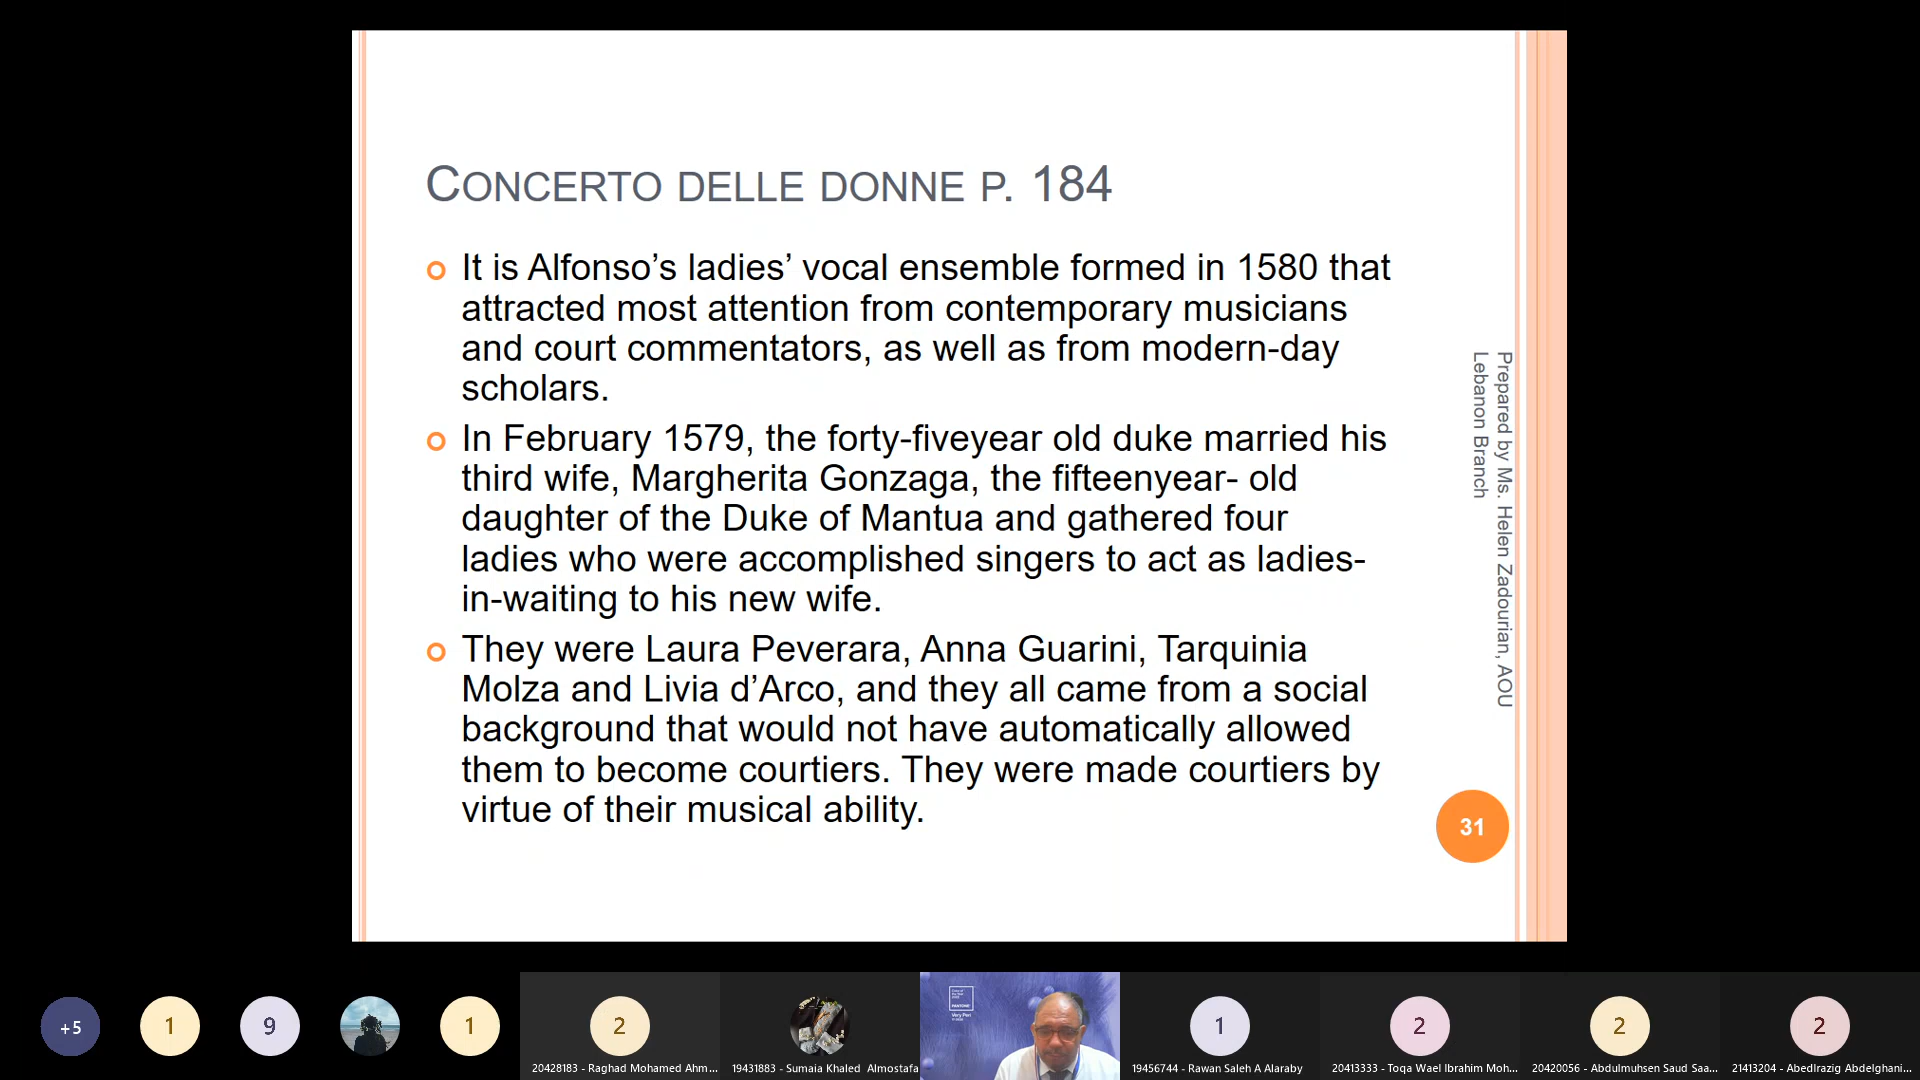 CONCERTO DELLE DONNE P. 184
It is Alfonso’s ladies’ vocal ensemble formed in 1580 that
attracted most attention from contemporary musicians
and court commentators, as well as from modern-day
scholars.
In February 1579, the forty-fiveyear old duke married his
third wife, Margherita Gonzaga, the fifteenyear- old
daughter of the Duke of Mantua and gathered four
ladies who were accomplished singers to act as ladies-
in-waiting to his new wife.
They were Laura Peverara, Anna Guarini, Tarquinia
Molza and Livia d’Arco, and they all came from a social
background that would not have automatically allowed
them to become courtiers. They were made courtiers by
virtue of their musical ability.
Prepared by Ms. Helen Zadourian, AOU
Lebanon Branch
31
+5
1
9
1
2
1
2
2
2
PANTONE
Very Peri
20428183 - Raghad Mohamed Ahm...
19431883 - Sumaia Khaled Almostafa
19456744 - Rawan Saleh A Alaraby
20413333 - Toqa Wael Ibrahim Moh...
20420056 - Abdulmuhsen Saud Saa...
21413204 - Abedlrazig Abdelghani...